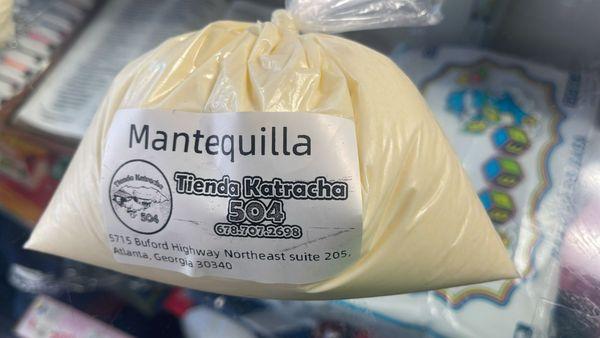 Mantequilla
Tienda Katracha
504
Tienda Katracha
504
678.707.2698
5715 Buford Highway Northeast suite 205,
Atlanta, Georgia 30340